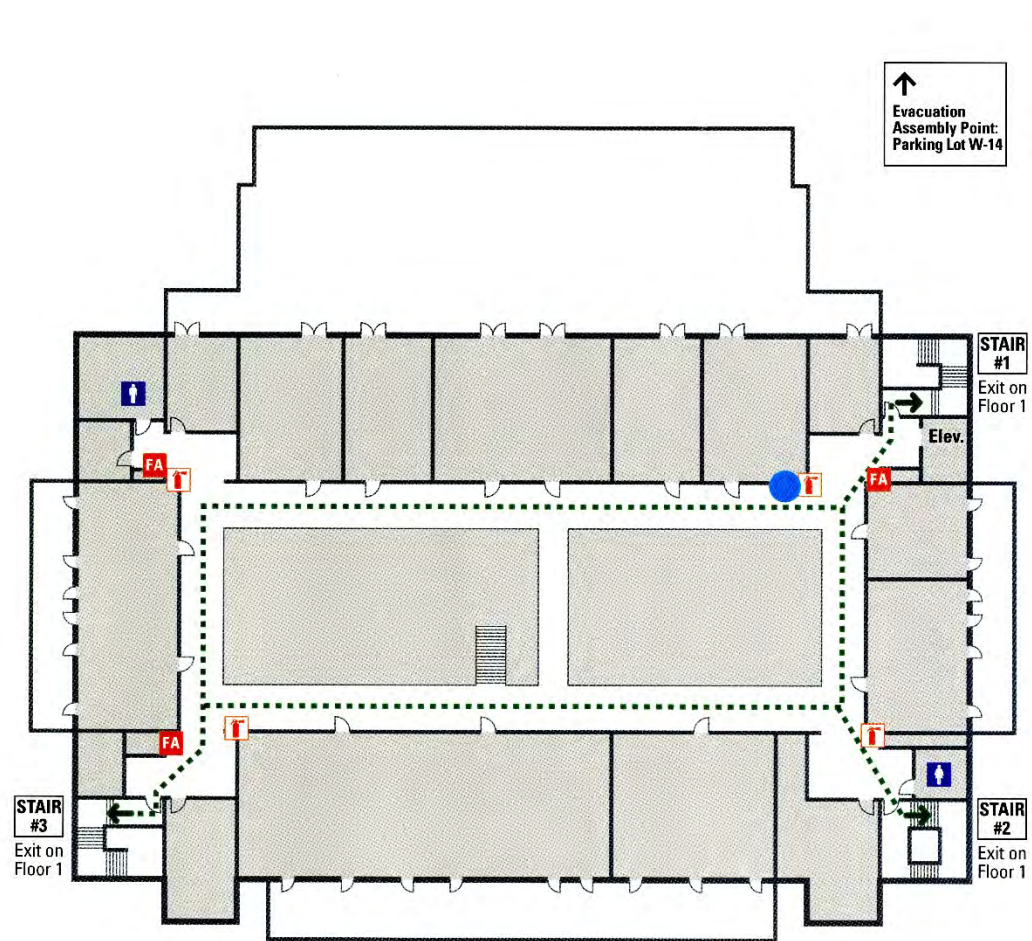 Evacuation
Assembly Point:
Parking Lot W-14
STAIR
#1
Exit on
Floor 1
Elev.
FA
FA
FA
STAIR
#3
Exit on
Floor 1
STAIR
#2
Exit on
Floor 1